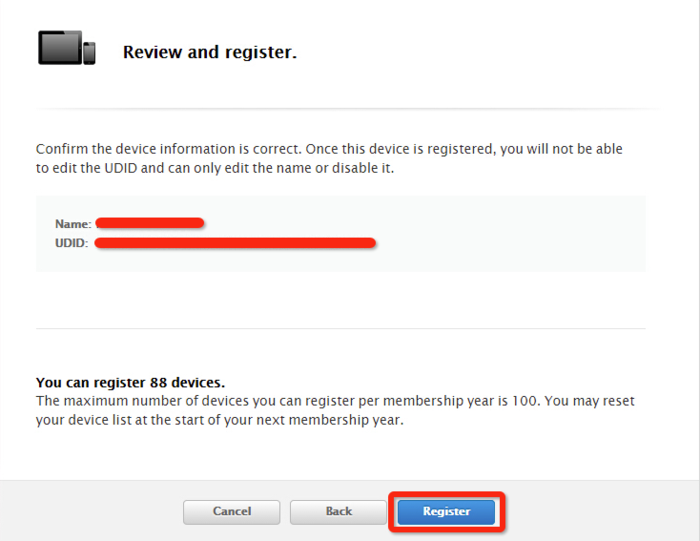 Review and register.
Confirm the device information is correct. Once this device is registered, you will not be able
to edit the UDID and can only edit the name or disable it.
Name:
UDID:
You can register 88 devices.
The maximum number of devices you can register per membership year is 100. You may reset
your device list at the start of your next membership year.
Cancel Back Register